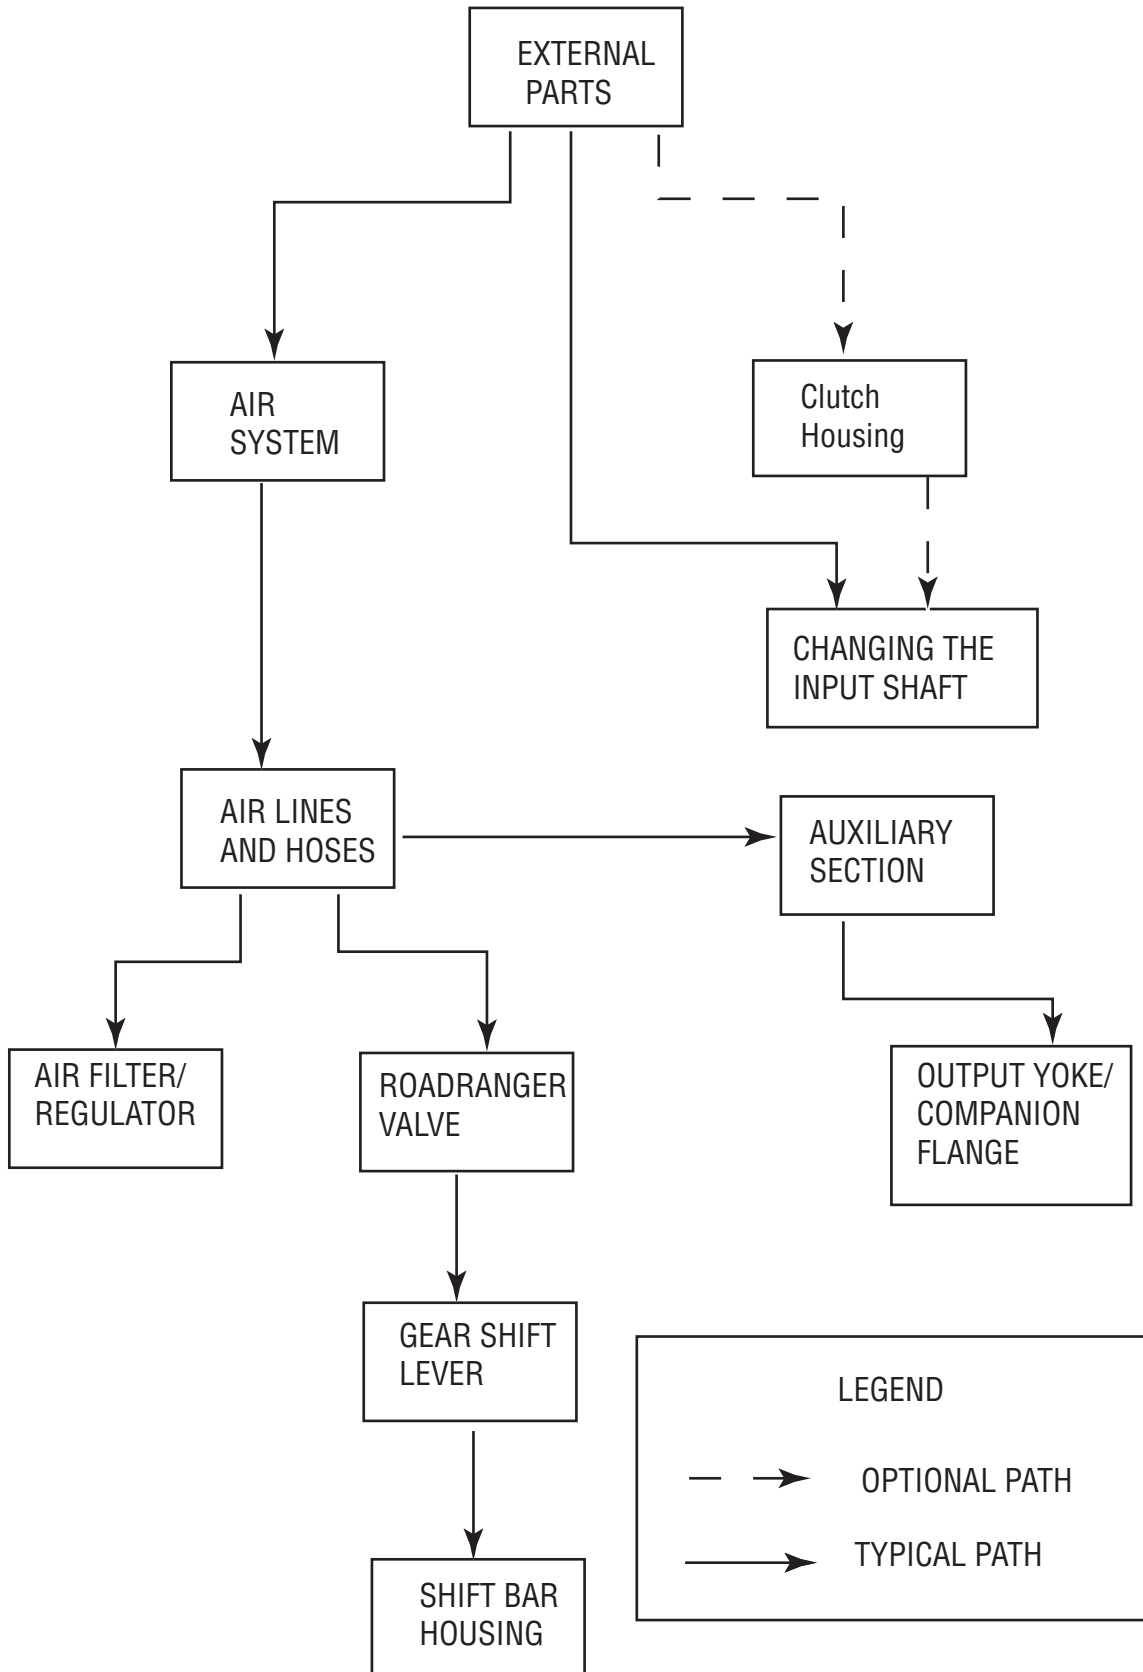 EXTERNAL
PARTS
AIR
SYSTEM
Clutch
Housing
CHANGING THE
INPUT SHAFT
AIR LINES
AND HOSES
AUXILIARY
SECTION
AIR FILTER/
REGULATOR
ROADRANGER
VALVE
OUTPUT YOKE/
COMPANION
FLANGE
GEAR SHIFT
LEVER
SHIFT BAR
HOUSING
LEGEND
OPTIONAL PATH
TYPICAL PATH